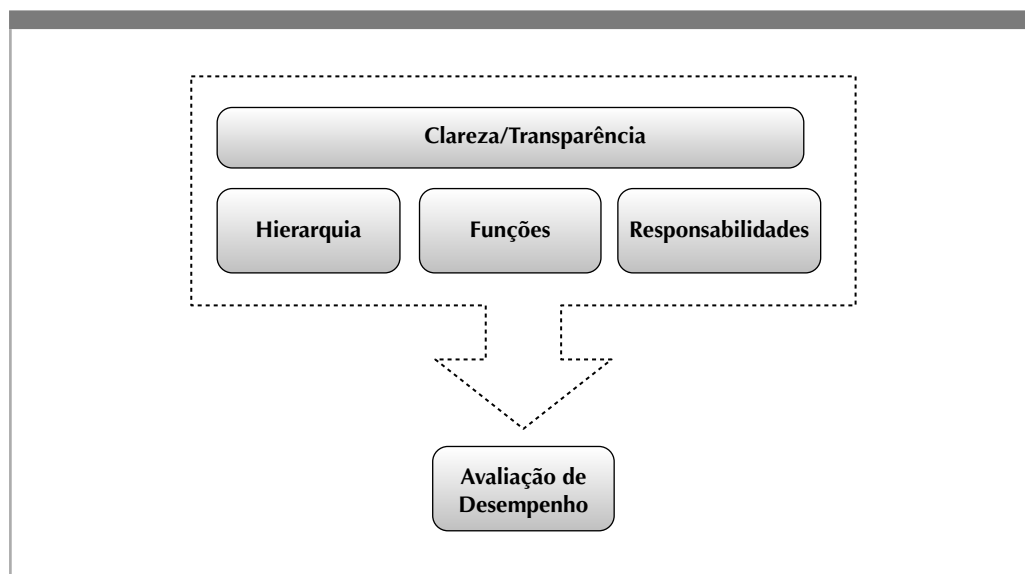 Clareza/Transparência
Hierarquia
Funções
Responsabilidades
Avaliação de
Desempenho